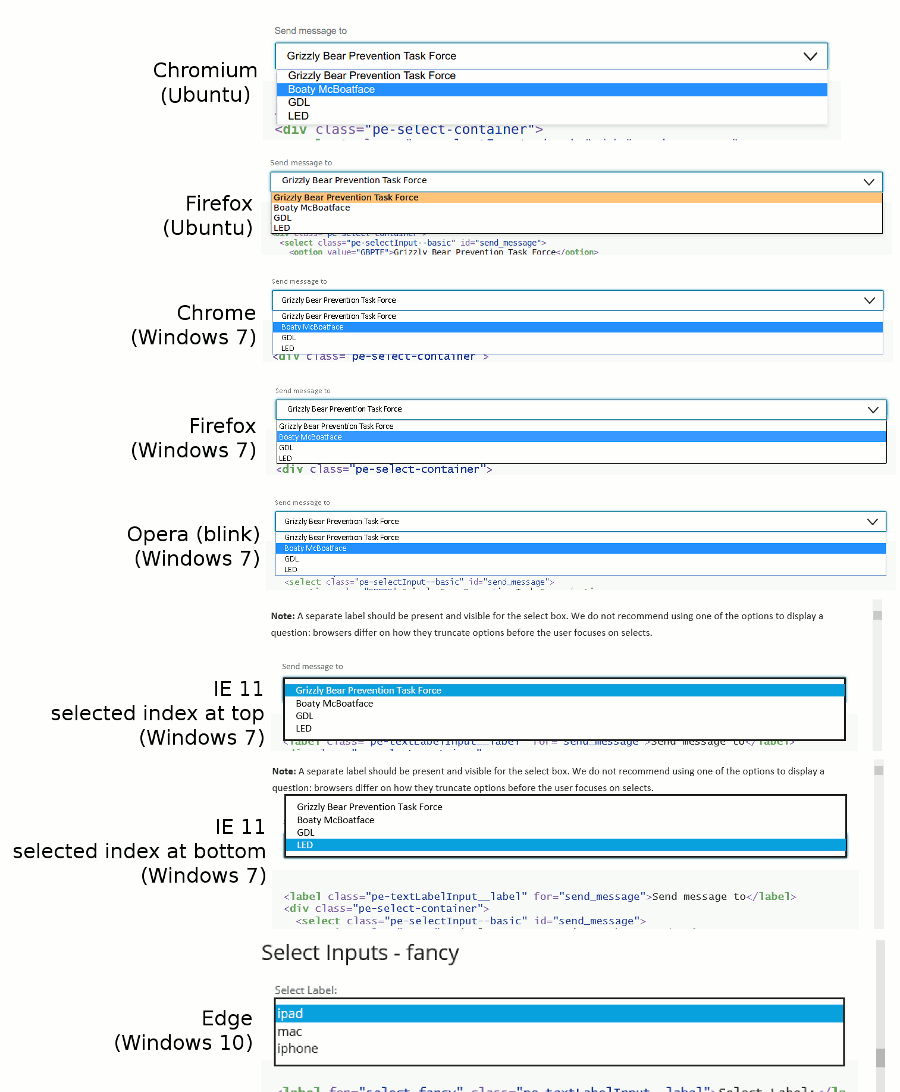 Send message to
Grizzly Bear Prevention Task Force
Chromium
(Ubuntu)
Grizzly Bear Prevention Task Force
Boaty McBoatface
GDL
LED
<div class="pe-select-container">
Send message to
Grizzly Bear Prevention Task Force
Firefox
(Ubuntu)
Grizzly Bear Prevention Task Force
Boaty McBoatface
GDL
LED
<select class="pe-selectInput--basic" id="send_message">
<option value="GBPTF">Grizzly Bear Prevention Task Force</option>
Send message to
Grizzly Bear Prevention Task Force
Chrome
(Windows 7)
Grizzly Bear Prevention Task Force
Boaty McBoatface
GDL
LED
<div class="pe-select-container">
Send message to
Grizzly Bear Prevention Task Force
Firefox
(Windows 7)
Grizzly Bear Prevention Task Force
Boaty McBoatface
GDL
LED
<div class="pe-select-container">
Send message to
Grizzly Bear Prevention Task Force
Opera (blink)
(Windows 7)
Grizzly Bear Prevention Task Force
Boaty McBoatface
GDL
LED
<select class="pe-selectInput--basic" id="send_message">
Note: A separate label should be present and visible for the select box. We do not recommend using one of the options to display a
question: browsers differ on how they truncate options before the user focuses on selects.
Send message to
IE 11
selected index at top
(Windows 7)
Grizzly Bear Prevention Task Force
Boaty McBoatface
GDL
LED
<label class="pe-textLabelInput__label" for="send_message">Send message to</label>
Note: A separate label should be present and visible for the select box. We do not recommend using one of the options to display a
question: browsers differ on how they truncate options before the user focuses on selects.
IE 11
selected index at bottom
(Windows 7)
Grizzly Bear Prevention Task Force
Boaty McBoatface
GDL
LED
<label class="pe-textLabelInput__label" for="send_message">Send message to</label>
<div class="pe-select-container">
<select class="pe-selectInput--basic" id="send_message">
Select Inputs - fancy
Select Label:
Edge
(Windows 10)
ipad
mac
iphone
<label for="select-fancy" class="pe-textLabelInput__label">Select Label:</la